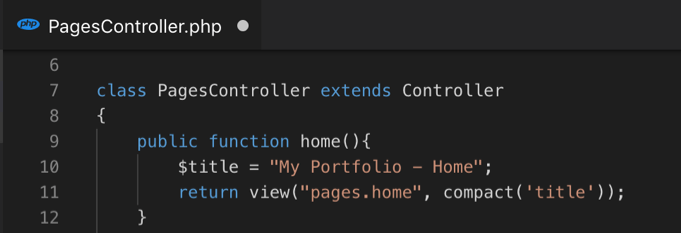 php PagesController.php
6
7 class PagesController extends Controller
8 {
9 public function home(){
10 $title = "My Portfolio - Home";
11 return view("pages.home", compact('title'));
12 }